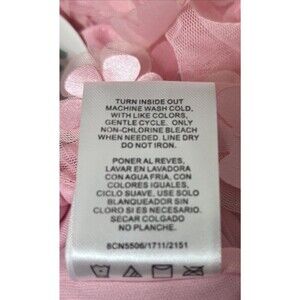 TURN INSIDE OUT
MACHINE WASH COLD,
WITH LIKE COLORS,
GENTLE CYCLE. ONLY
NON-CHLORINE BLEACH
WHEN NEEDED. LINE DRY
DO NOT IRON.
PONER AL REVES,
LAVAR EN LAVADORA
CON AGUA FRIA, CON
COLORES IGUALES,
CICLO SUAVE, USE SOLO
BLANQUEADOR SIN
CLORO SI ES NECESARIO.
SECAR COLGADO
NO PLANCHE.
8CN5506/1711/2151